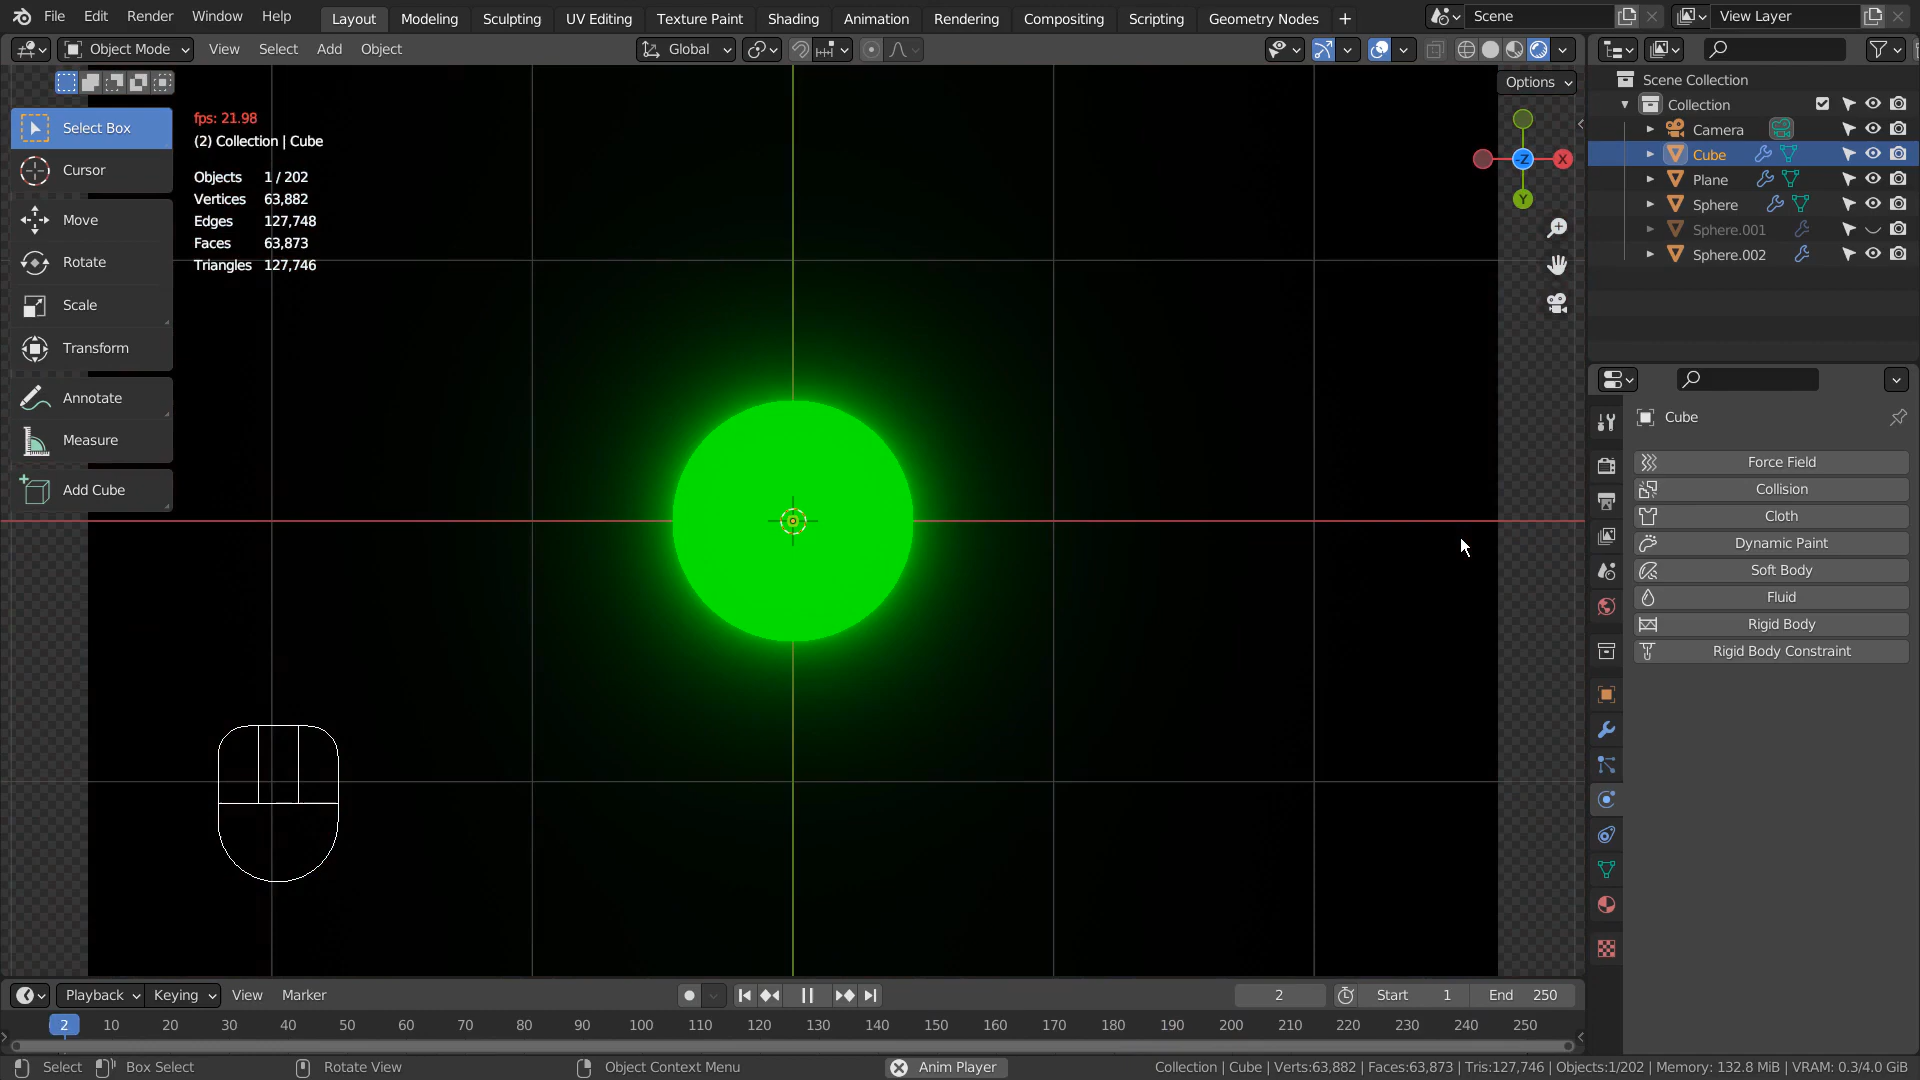 File Edit Render Window Help Layout Modeling Sculpting UV Editing Texture Paint Shading Animation Rendering Compositing Scripting Geometry Nodes + Scene View Layer
Object Mode View Select Add Object Global
Options
Select Box
Cursor
Move
Rotate
Scale
Transform
Annotate
Measure
Add Cube
fps: 21.98
(2) Collection | Cube
Objects 1 / 202
Vertices 63,882
Edges 127,748
Faces 63,873
Triangles 127,746
-Z X
Y
Scene Collection
Collection
Camera
Cube
Plane
Sphere
Sphere.001
Sphere.002
Cube
Force Field
Collision
Cloth
Dynamic Paint
Soft Body
Fluid
Rigid Body
Rigid Body Constraint
Playback Keying View Marker 2 Start 1 End 250
2 10 20 30 40 50 60 70 80 90 100 110 120 130 140 150 160 170 180 190 200 210 220 230 240 250
Select Box Select Rotate View Object Context Menu Anim Player Collection | Cube | Verts:63,882 | Faces:63,873 | Tris:127,746 | Objects:1/202 | Memory: 132.8 MiB | VRAM: 0.3/4.0 GiB